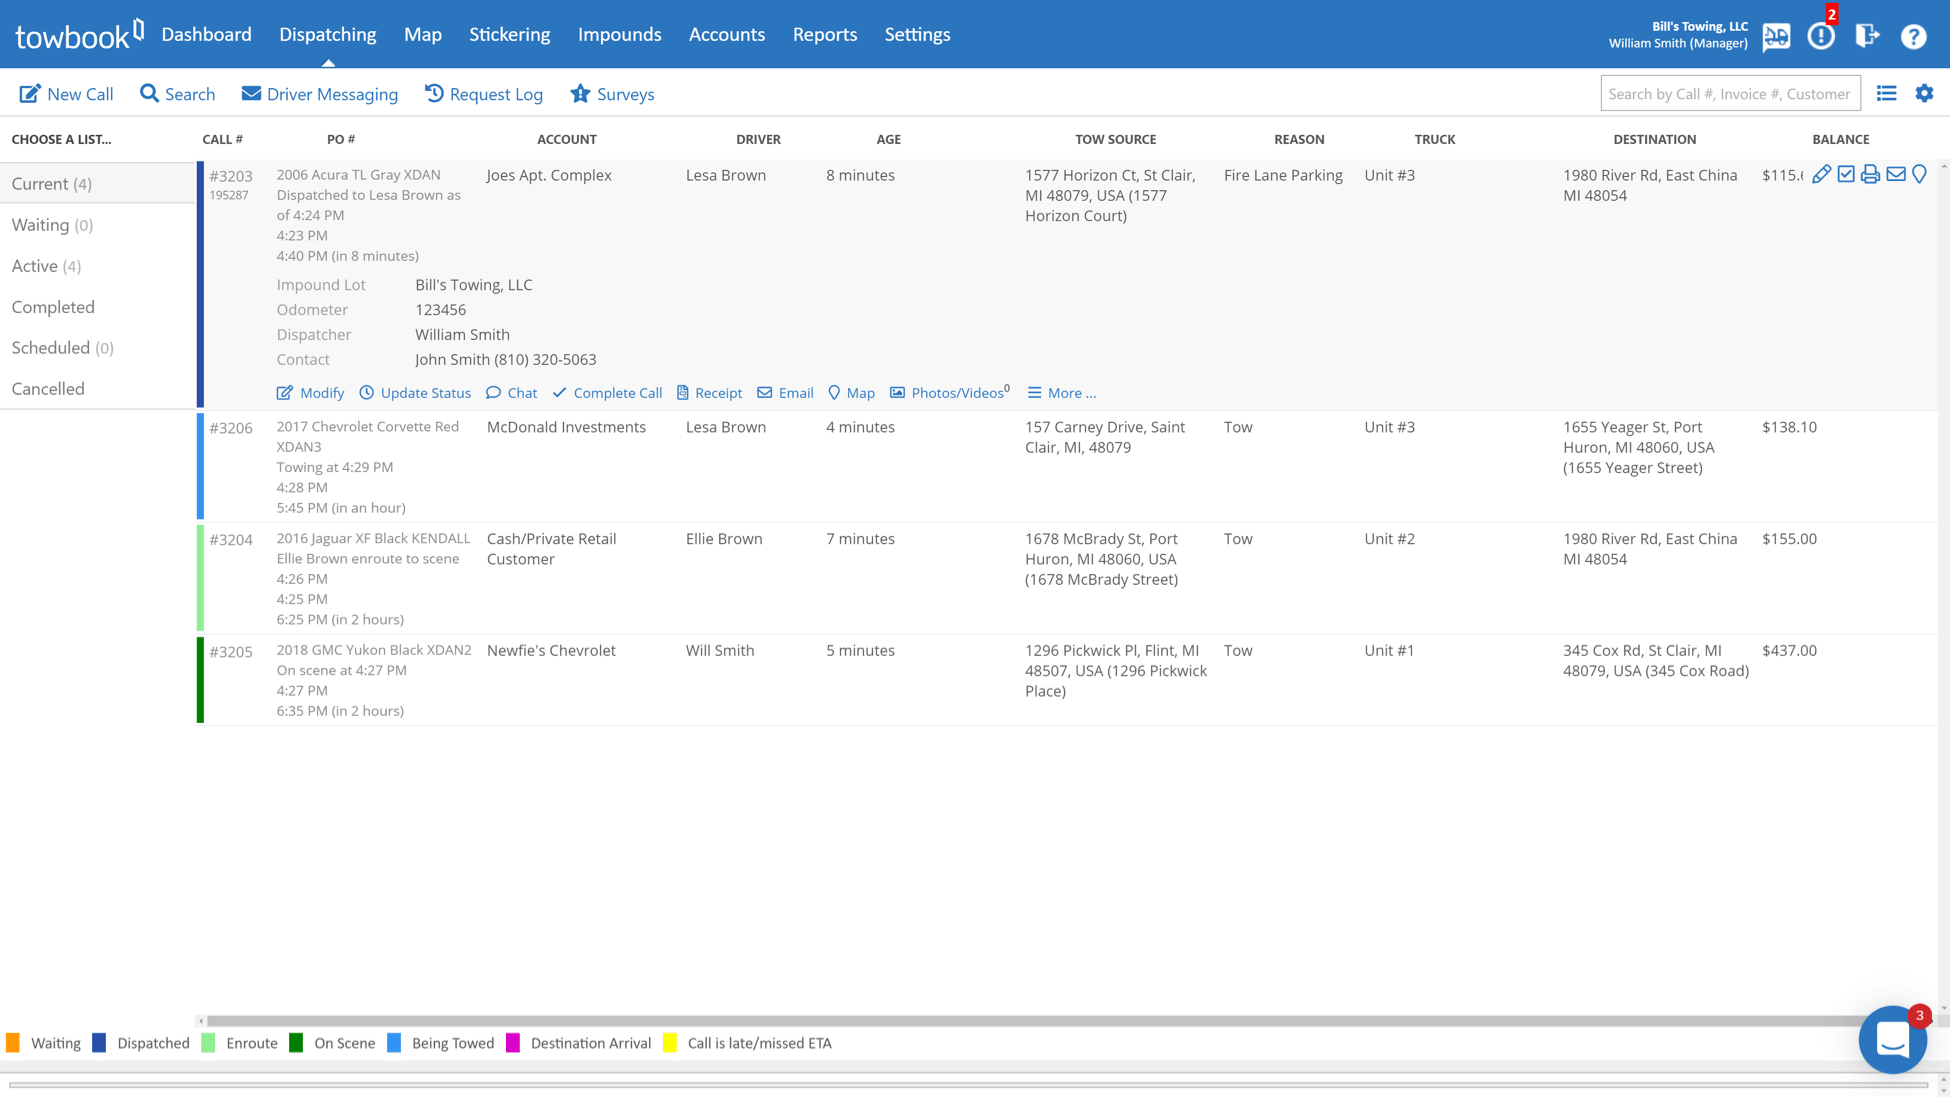 towbook
Dashboard Dispatching Map Stickering Impounds Accounts Reports Settings
Bill's Towing, LLC
William Smith (Manager)
2
New Call Search Driver Messaging Request Log Surveys
Search by Call #, Invoice #, Customer
CHOOSE A LIST...
Current (4)
Waiting (0)
Active (4)
Completed
Scheduled (0)
Cancelled
CALL # PO # ACCOUNT DRIVER AGE TOW SOURCE REASON TRUCK DESTINATION BALANCE
#3203
195287
2006 Acura TL Gray XDAN
Dispatched to Lesa Brown as
of 4:24 PM
4:23 PM
4:40 PM (in 8 minutes)
Joes Apt. Complex
Lesa Brown
8 minutes
1577 Horizon Ct, St Clair,
MI 48079, USA (1577
Horizon Court)
Fire Lane Parking
Unit #3
1980 River Rd, East China
MI 48054
$115.
Impound Lot Bill's Towing, LLC
Odometer 123456
Dispatcher William Smith
Contact John Smith (810) 320-5063
Modify Update Status Chat Complete Call Receipt Email Map Photos/Videos0 More ...
#3206
2017 Chevrolet Corvette Red
XDAN3
Towing at 4:29 PM
4:28 PM
5:45 PM (in an hour)
McDonald Investments
Lesa Brown
4 minutes
157 Carney Drive, Saint
Clair, MI, 48079
Tow
Unit #3
1655 Yeager St, Port
Huron, MI 48060, USA
(1655 Yeager Street)
$138.10
#3204
2016 Jaguar XF Black KENDALL
Ellie Brown enroute to scene
4:26 PM
4:25 PM
6:25 PM (in 2 hours)
Cash/Private Retail
Customer
Ellie Brown
7 minutes
1678 McBrady St, Port
Huron, MI 48060, USA
(1678 McBrady Street)
Tow
Unit #2
1980 River Rd, East China
MI 48054
$155.00
#3205
2018 GMC Yukon Black XDAN2
On scene at 4:27 PM
4:27 PM
6:35 PM (in 2 hours)
Newfie's Chevrolet
Will Smith
5 minutes
1296 Pickwick Pl, Flint, MI
48507, USA (1296 Pickwick
Place)
Tow
Unit #1
345 Cox Rd, St Clair, MI
48079, USA (345 Cox Road)
$437.00
Waiting Dispatched Enroute On Scene Being Towed Destination Arrival Call is late/missed ETA
3